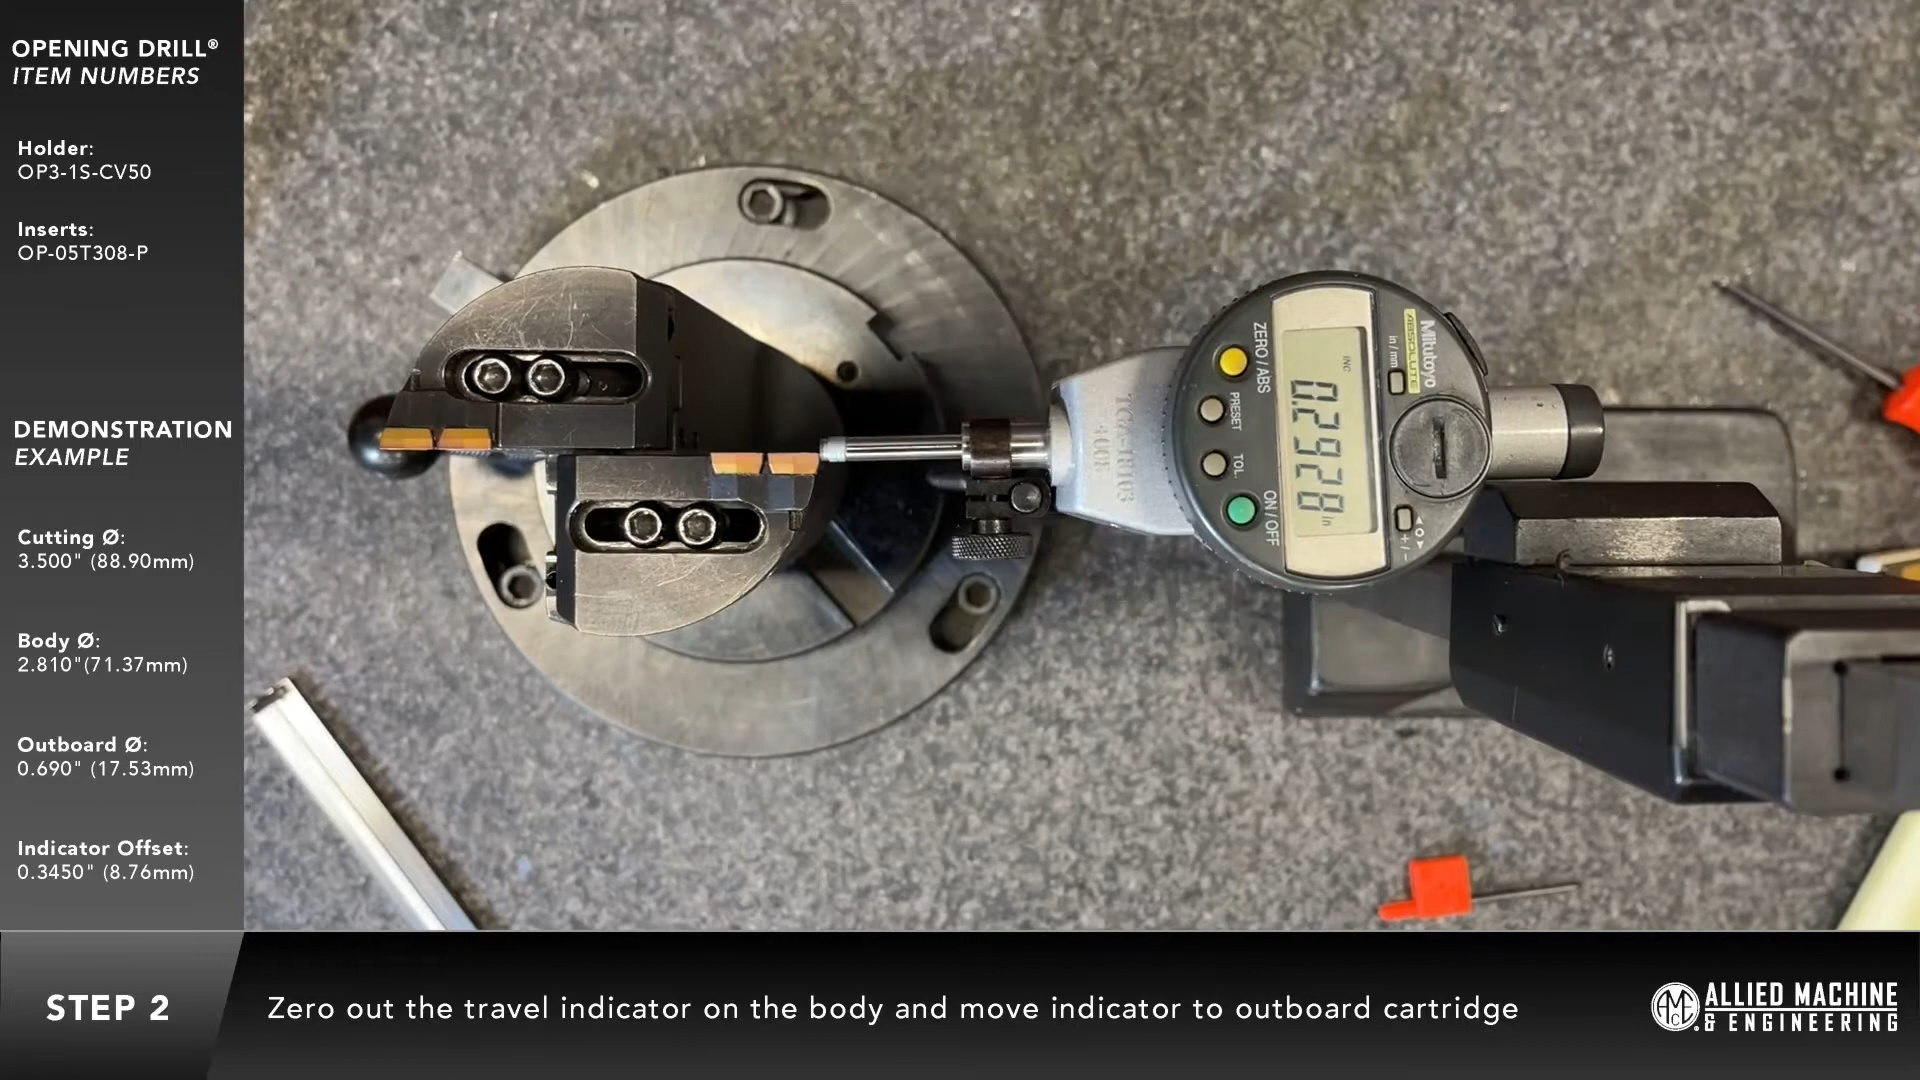 OPENING DRILL®
ITEM NUMBERS
Holder:
OP3-1S-CV50
Inserts:
OP-05T308-P
DEMONSTRATION
EXAMPLE
Cutting Ø:
3.500" (88.90mm)
Body Ø:
2.810"(71.37mm)
Outboard Ø:
0.690" (17.53mm)
Indicator Offset:
0.3450" (8.76mm)
ZERO / ABS
PRESET
TOL.
ON / OFF
INC
0.2928 in
in / mm
ABSOLUTE
Mitutoyo
+ / −
STEP 2
Zero out the travel indicator on the body and move indicator to outboard cartridge
AMEC
ALLIED MACHINE
& ENGINEERING